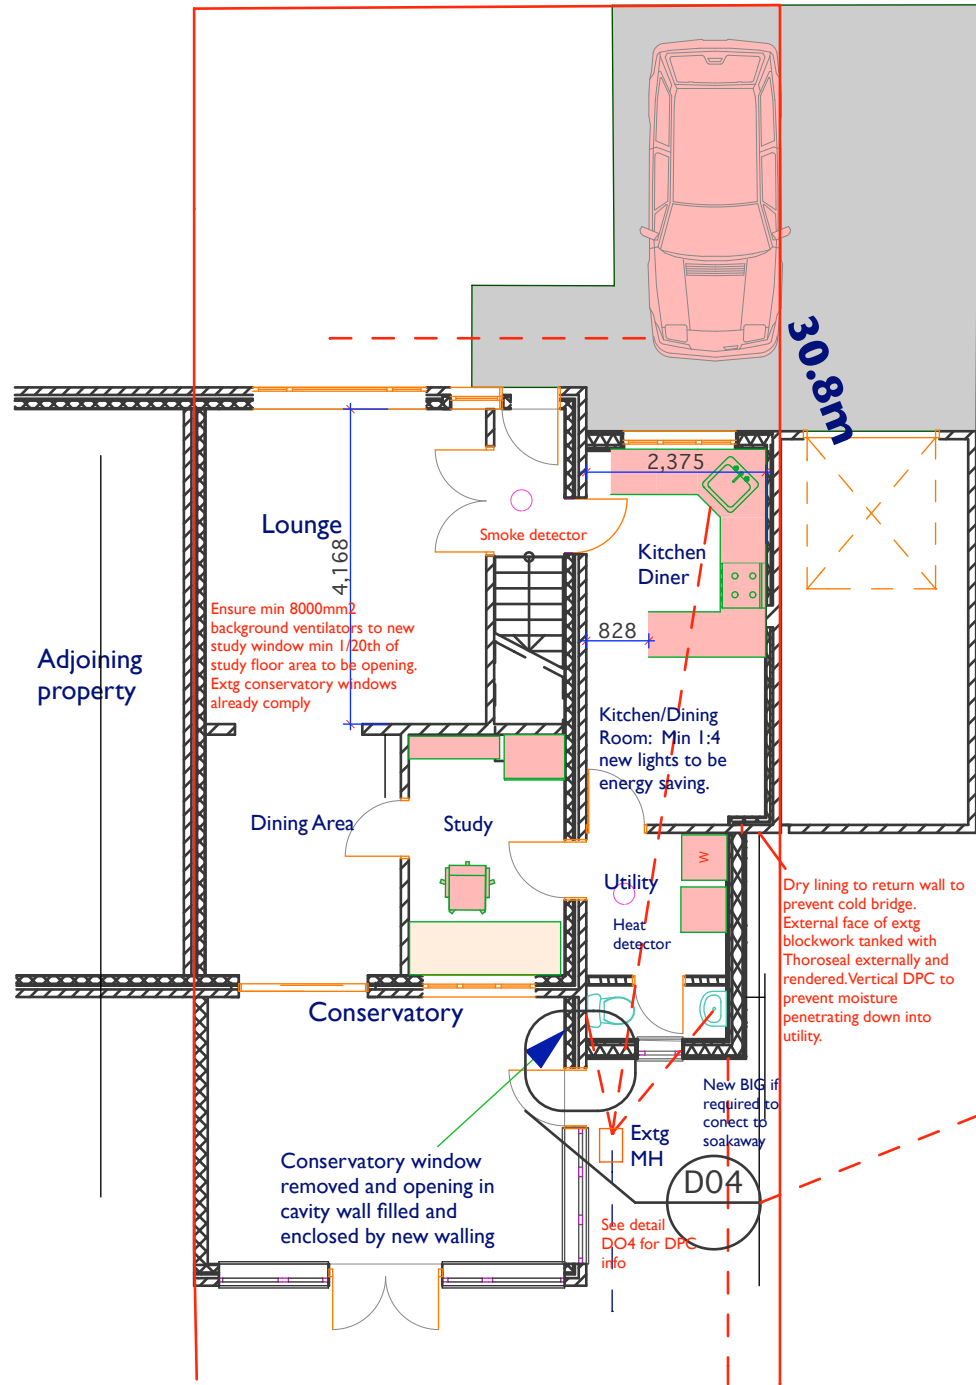 30.8m
2,375
Lounge
Smoke detector
Kitchen
Diner
4,168
Ensure min 8000mm2
background ventilators to new
study window min 1/20th of
study floor area to be opening.
Extg conservatory windows
already comply
828
Adjoining
property
Kitchen/Dining
Room: Min 1:4
new lights to be
energy saving.
Dining Area
Study
W
Utility
Heat
detector
Dry lining to return wall to
prevent cold bridge.
External face of extg
blockwork tanked with
Thoroseal externally and
rendered.Vertical DPC to
prevent moisture
penetrating down into
utility.
Conservatory
New BIG if
required to
conect to
soakaway
Extg
MH
Conservatory window
removed and opening in
cavity wall filled and
enclosed by new walling
D04
See detail
DO4 for DPC
info